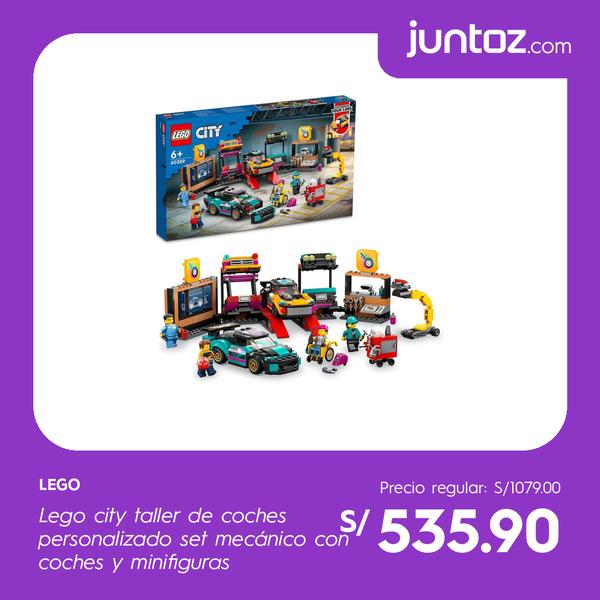 juntoz.com
LEGO
CITY
6+
60389
LEGO
Precio regular: S/1079.00
Lego city taller de coches
personalizado set mecánico con
coches y minifiguras
S/ 535.90